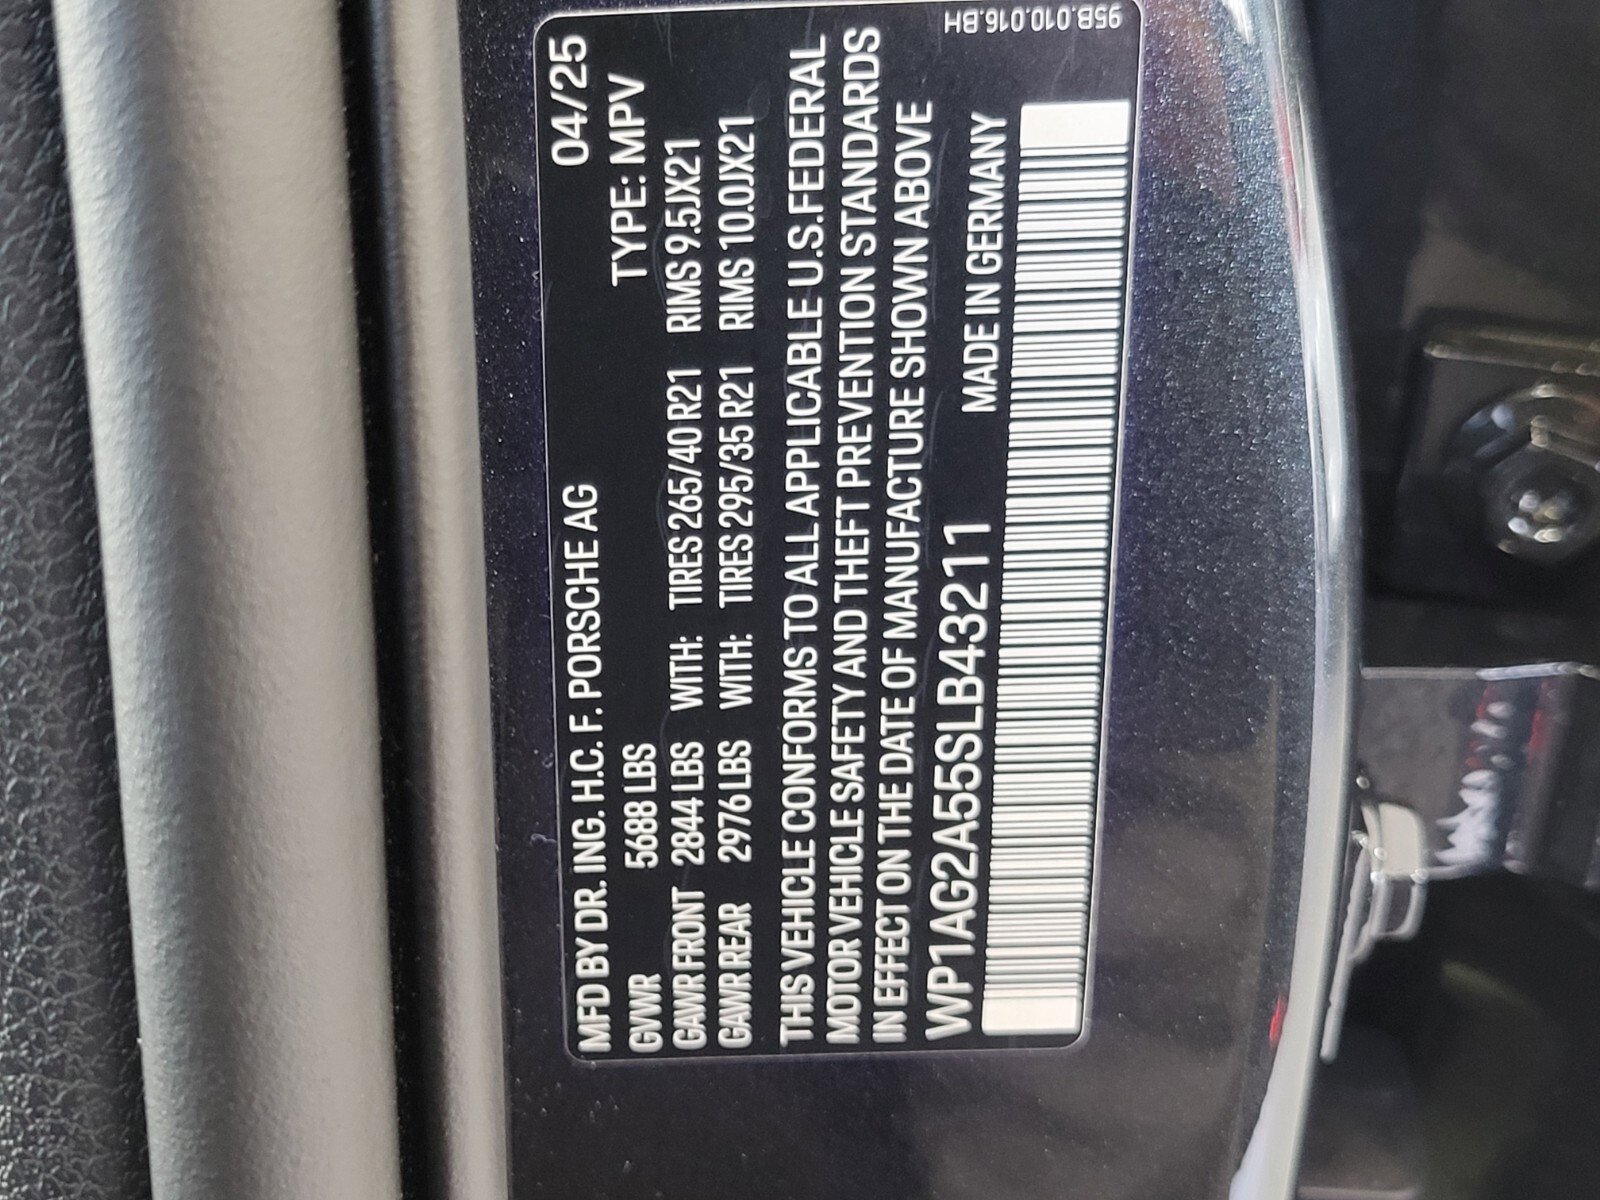 MFD BY DR. ING. H.C. F. PORSCHE AG 04/25
GVWR 5688 LBS TYPE: MPV
GAWR FRONT 2844 LBS WITH: TIRES 265/40 R21 RIMS 9.5JX21
GAWR REAR 2976 LBS WITH: TIRES 295/35 R21 RIMS 10.0JX21
THIS VEHICLE CONFORMS TO ALL APPLICABLE U.S. FEDERAL
MOTOR VEHICLE SAFETY AND THEFT PREVENTION STANDARDS
IN EFFECT ON THE DATE OF MANUFACTURE SHOWN ABOVE
WP1AG2A55SLB43211 MADE IN GERMANY
95B.010.016.BH